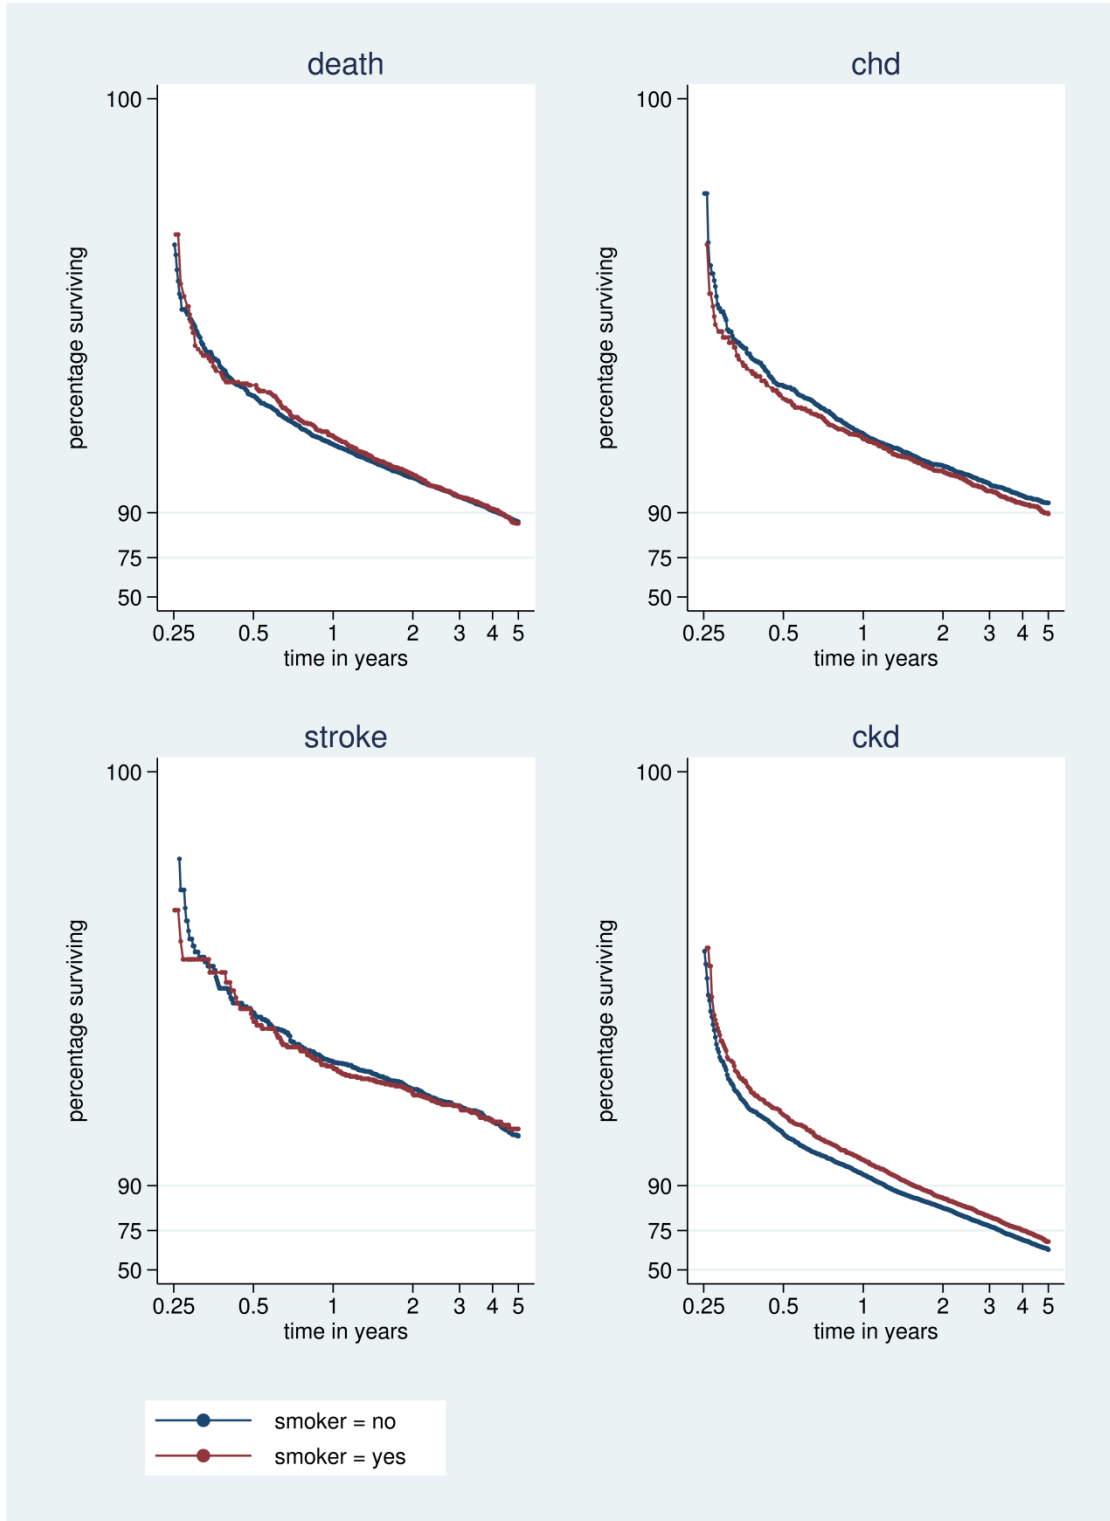 death
percentage surviving
100
90
75
50
0.25 0.5 1 2 3 4 5
time in years
chd
percentage surviving
100
90
75
50
0.25 0.5 1 2 3 4 5
time in years
stroke
percentage surviving
100
90
75
50
0.25 0.5 1 2 3 4 5
time in years
ckd
percentage surviving
100
90
75
50
0.25 0.5 1 2 3 4 5
time in years
smoker = no
smoker = yes